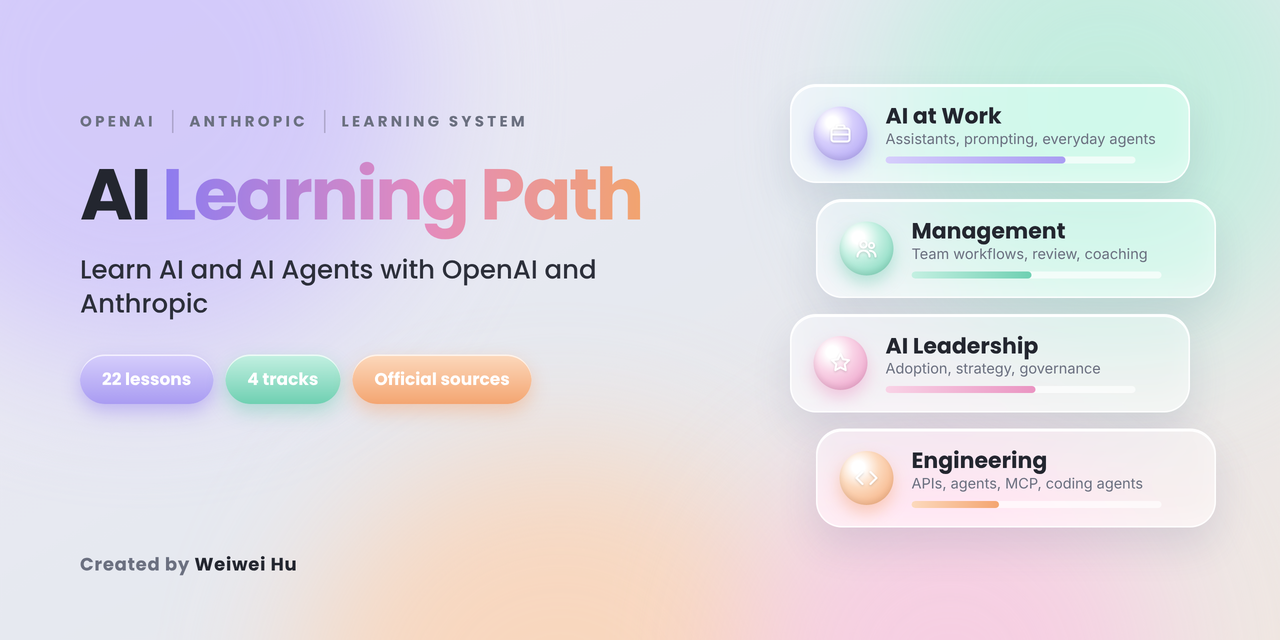 OPENAI | ANTHROPIC | LEARNING SYSTEM
AI Learning Path
Learn AI and AI Agents with OpenAI and
Anthropic
22 lessons
4 tracks
Official sources
Created by Weiwei Hu
AI at Work
Assistants, prompting, everyday agents
Management
Team workflows, review, coaching
AI Leadership
Adoption, strategy, governance
Engineering
APIs, agents, MCP, coding agents